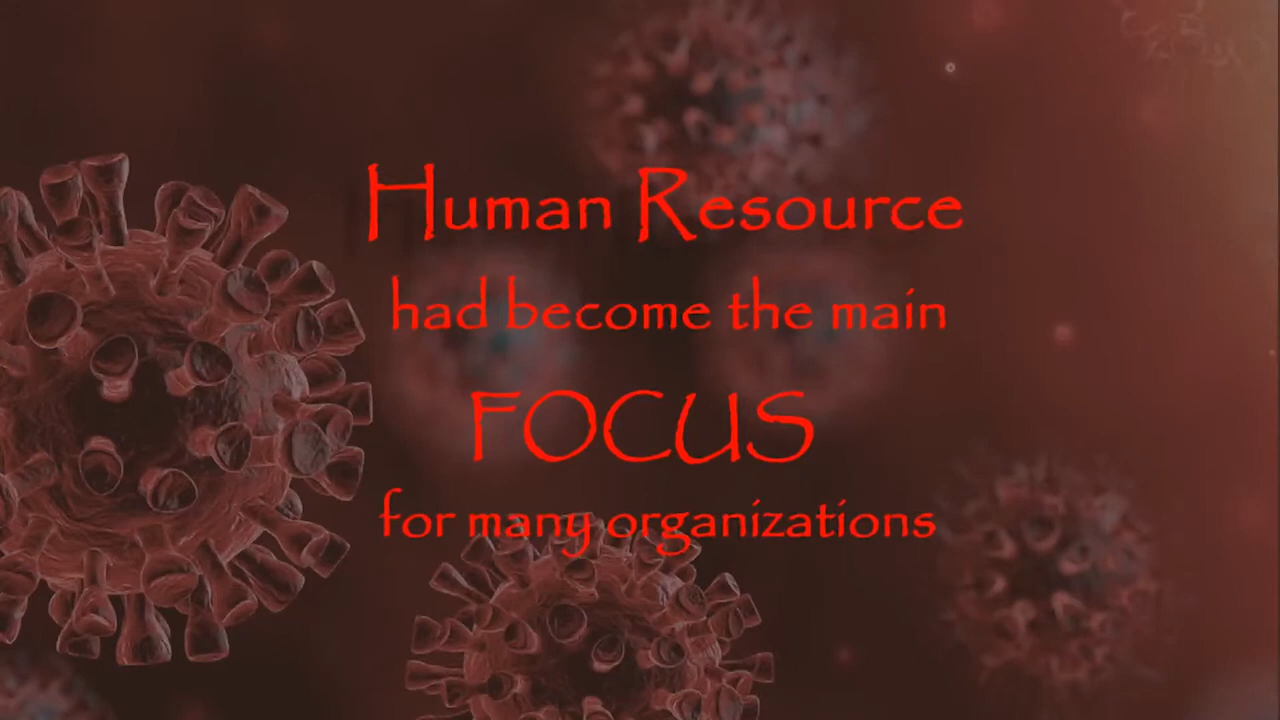 Human Resource
had become the main
FOCUS
for many organizations